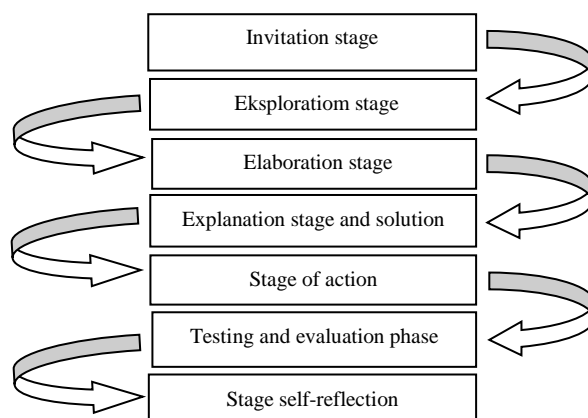 Invitation stage
Eksploratiom stage
Elaboration stage
Explanation stage and solution
Stage of action
Testing and evaluation phase
Stage self-reflection